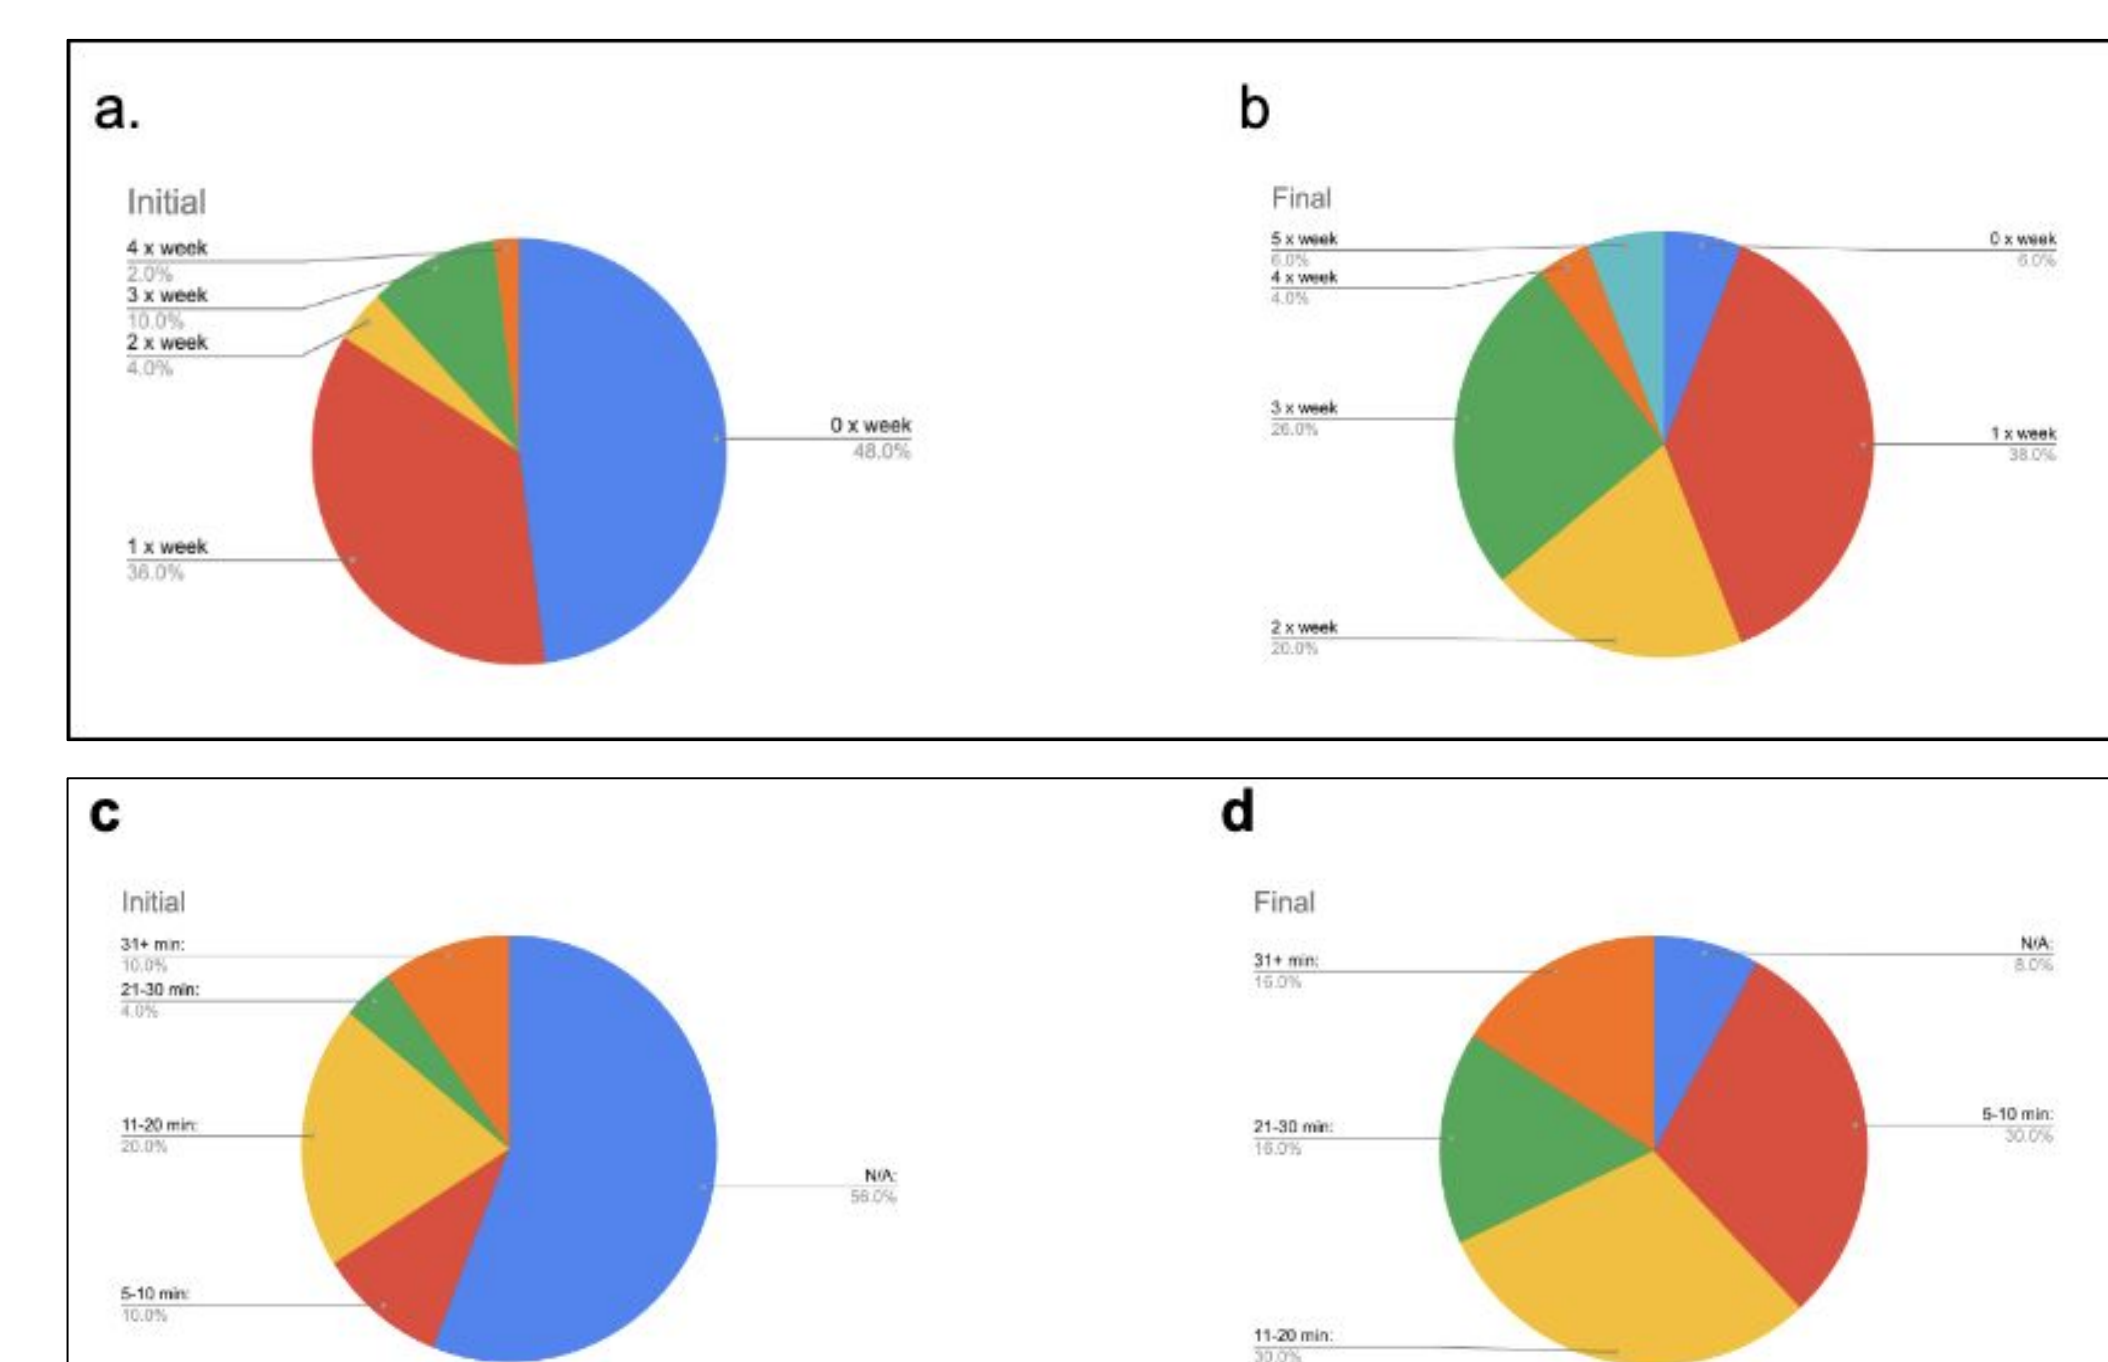 a.
Initial
4 x week
2.0%
3 x week
10.0%
2 x week
4.0%
0 x week
48.0%
1 x week
36.0%
b
Final
5 x week
6.0%
4 x week
4.0%
0 x week
6.0%
3 x week
26.0%
1 x week
38.0%
2 x week
20.0%
c
Initial
31+ min:
10.0%
21-30 min:
4.0%
11-20 min:
20.0%
N/A:
56.0%
5-10 min:
10.0%
d
Final
N/A:
8.0%
31+ min:
16.0%
5-10 min:
30.0%
21-30 min:
16.0%
11-20 min:
30.0%